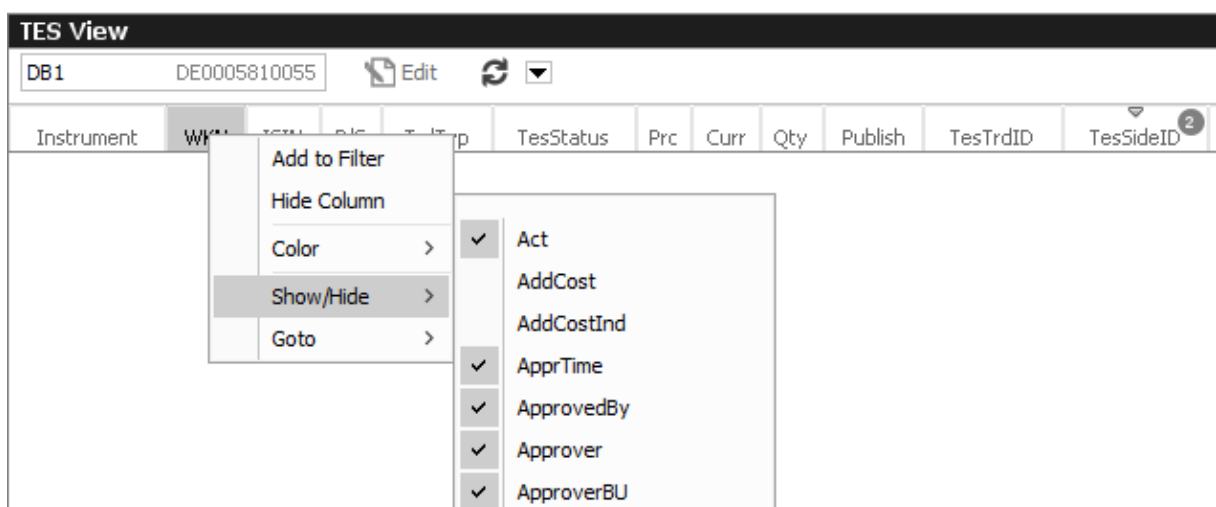 TES View
DB1 DE0005810055 Edit
Instrument WKN TesStatus Prc Curr Qty Publish TesTrdID TesSideID 2
Add to Filter
Hide Column
Color
Show/Hide
Goto
Act
AddCost
AddCostInd
ApprTime
ApprovedBy
Approver
ApproverBU